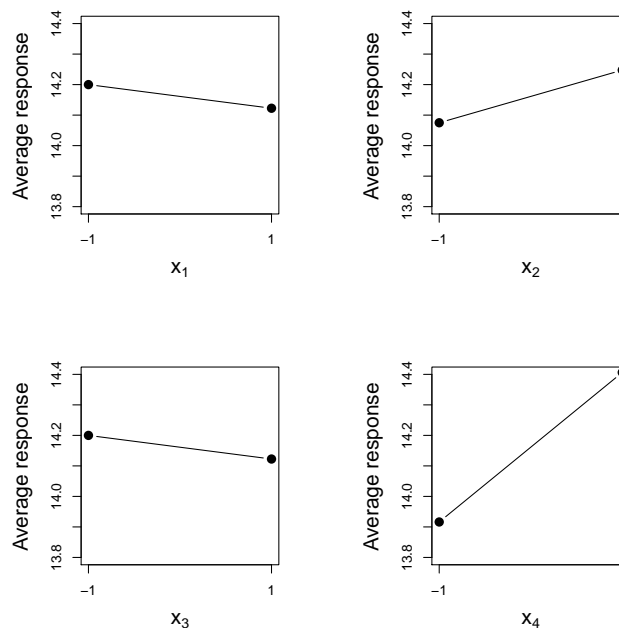 Average response
13.8 14.0 14.2 14.4
−1 1
x₁
Average response
13.8 14.0 14.2 14.4
−1
x₂
Average response
13.8 14.0 14.2 14.4
−1 1
x₃
Average response
13.8 14.0 14.2 14.4
−1
x₄